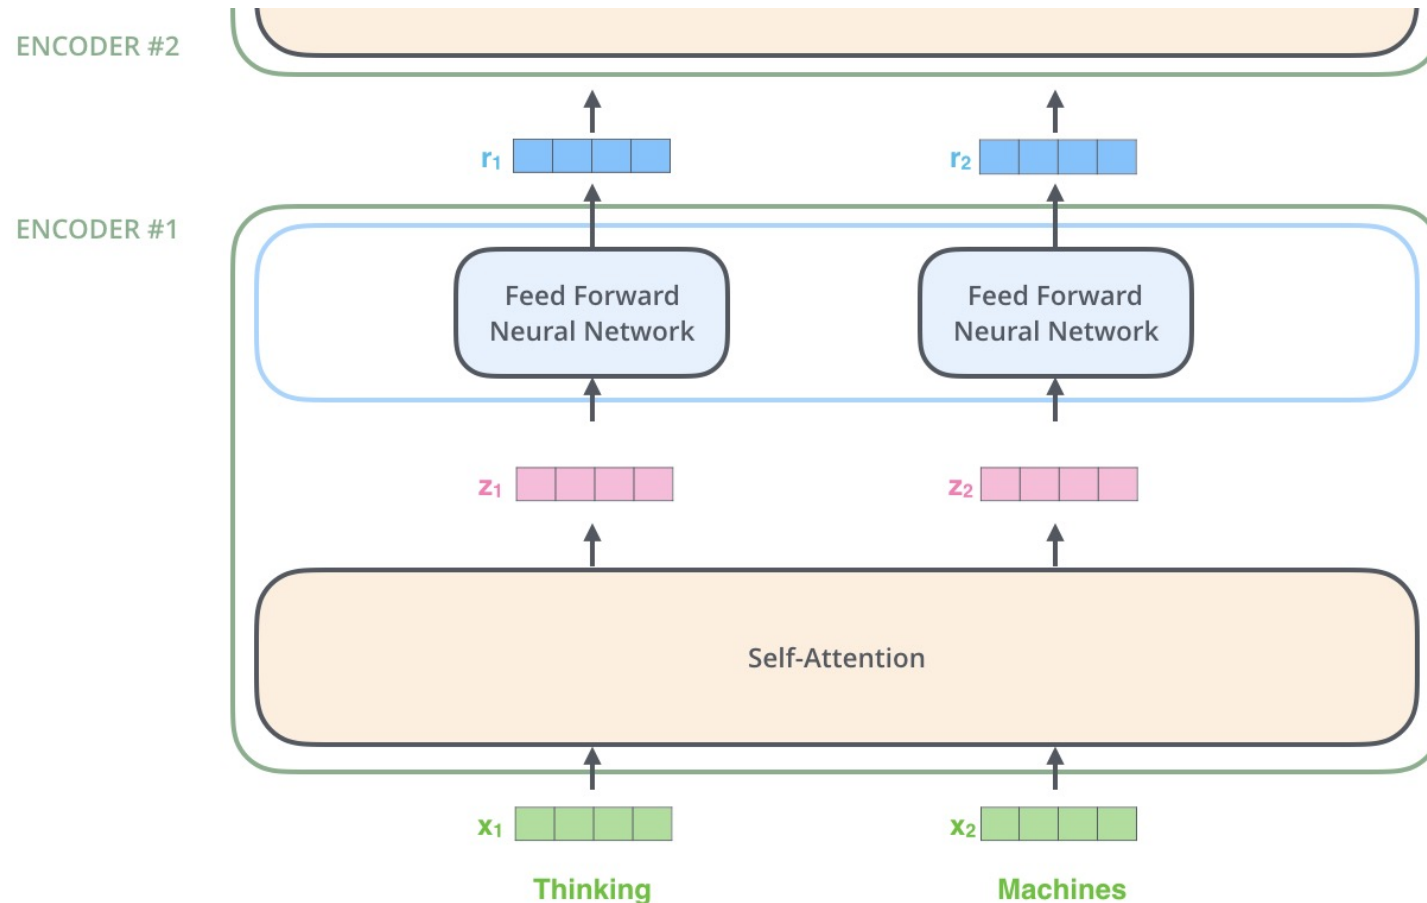 ENCODER #2
r₁
r₂
ENCODER #1
Feed Forward
Neural Network
Feed Forward
Neural Network
z₁
z₂
Self-Attention
x₁
x₂
Thinking
Machines